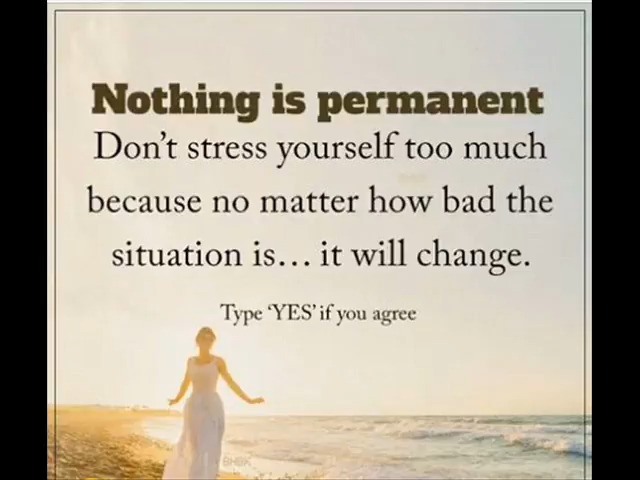 Nothing is permanent
Don't stress yourself too much
because no matter how bad the
situation is... it will change.
Type 'YES' if you agree